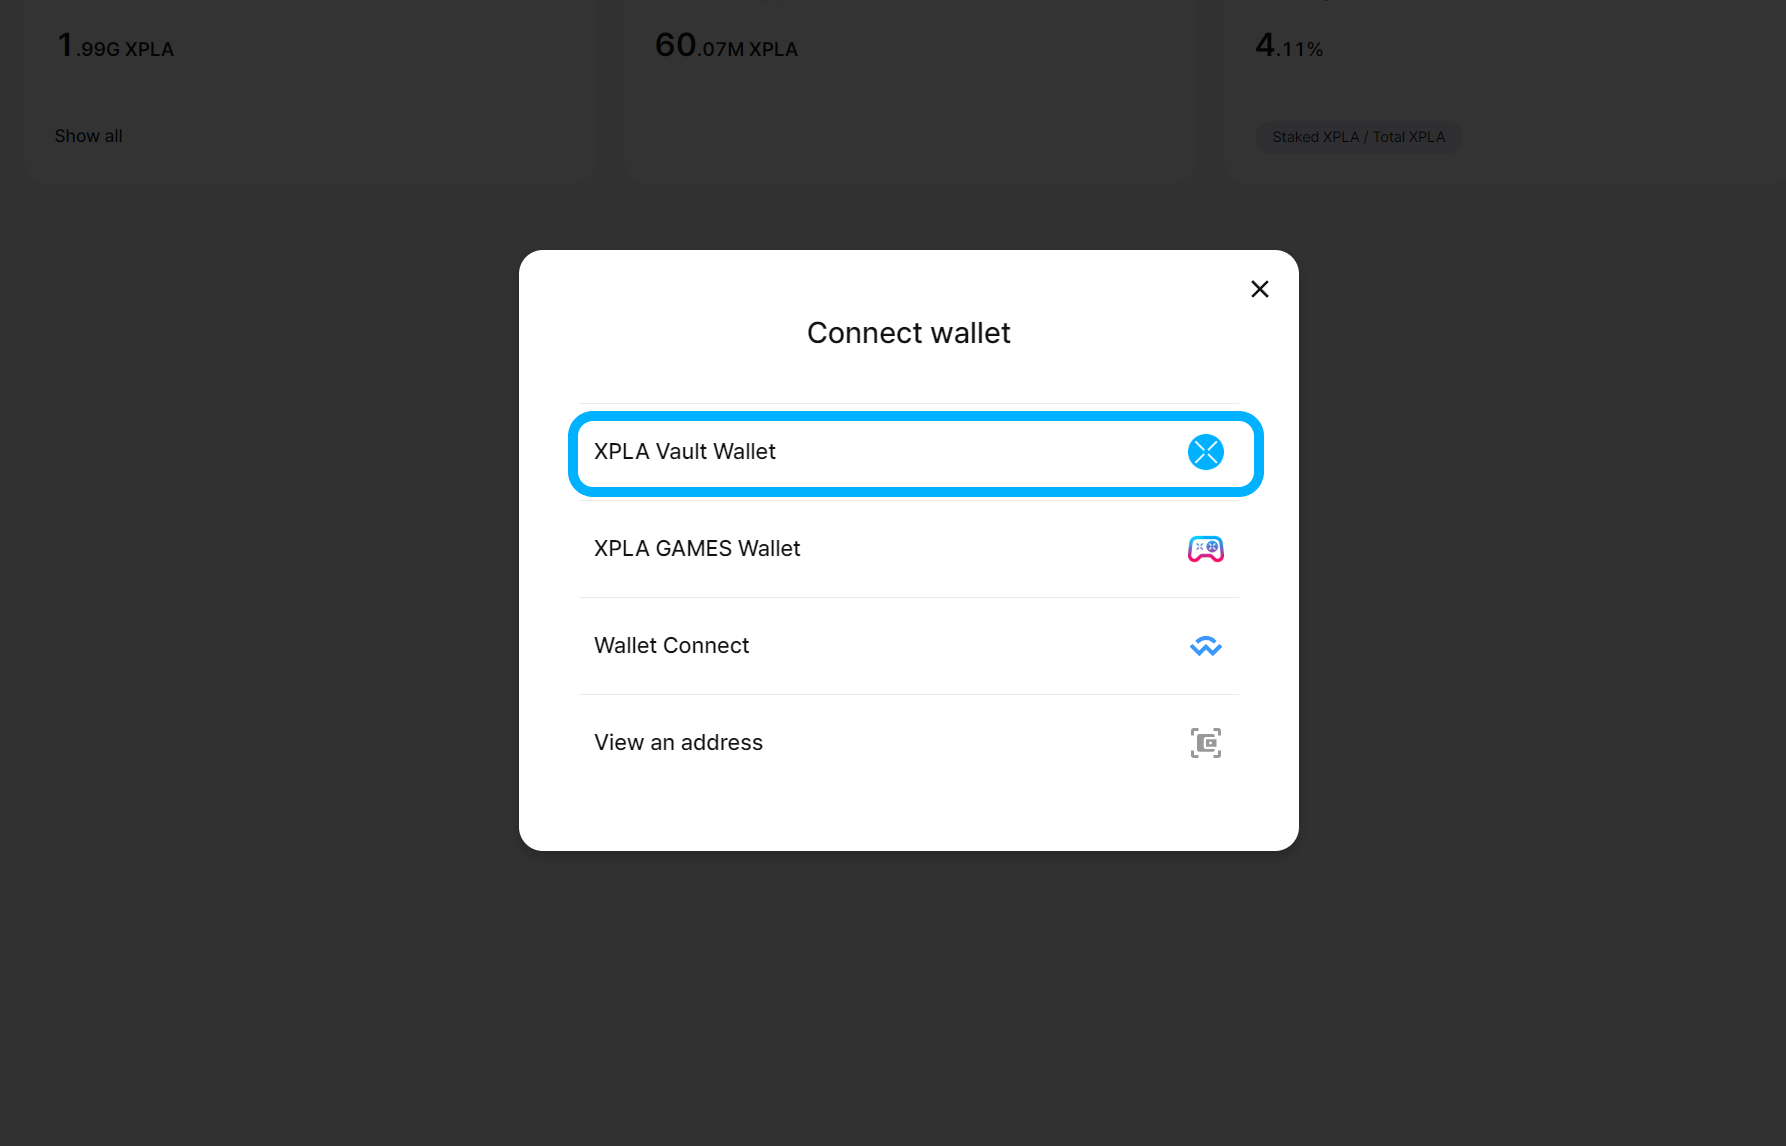 1.99G XPLA
60.07M XPLA
4.11%
Show all
Staked XPLA / Total XPLA
Connect wallet
XPLA Vault Wallet
XPLA GAMES Wallet
Wallet Connect
View an address